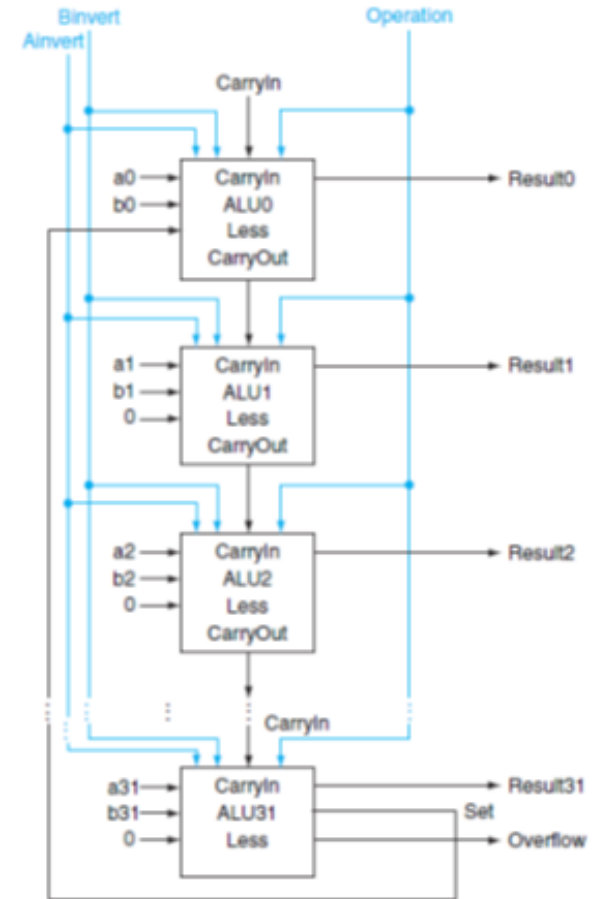 Binvert
Ainvert
Operation
CarryIn
a0
b0
CarryIn
ALU0
Less
CarryOut
Result0
a1
b1
0
CarryIn
ALU1
Less
CarryOut
Result1
a2
b2
0
CarryIn
ALU2
Less
CarryOut
Result2
CarryIn
a31
b31
0
CarryIn
ALU31
Less
Result31
Set
Overflow